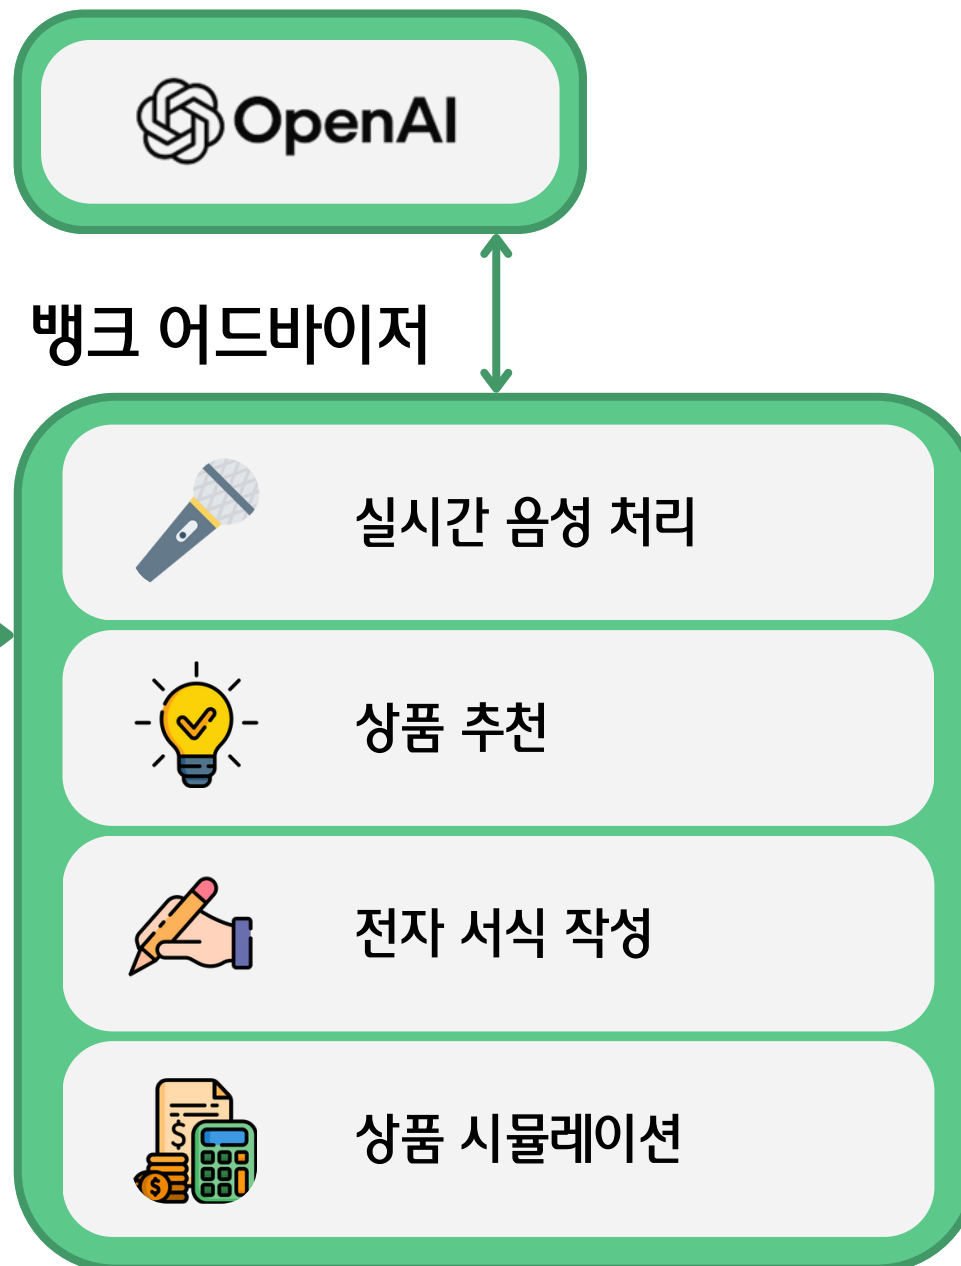 OpenAI
뱅크 어드바이저
실시간 음성 처리
상품 추천
전자 서식 작성
상품 시뮬레이션